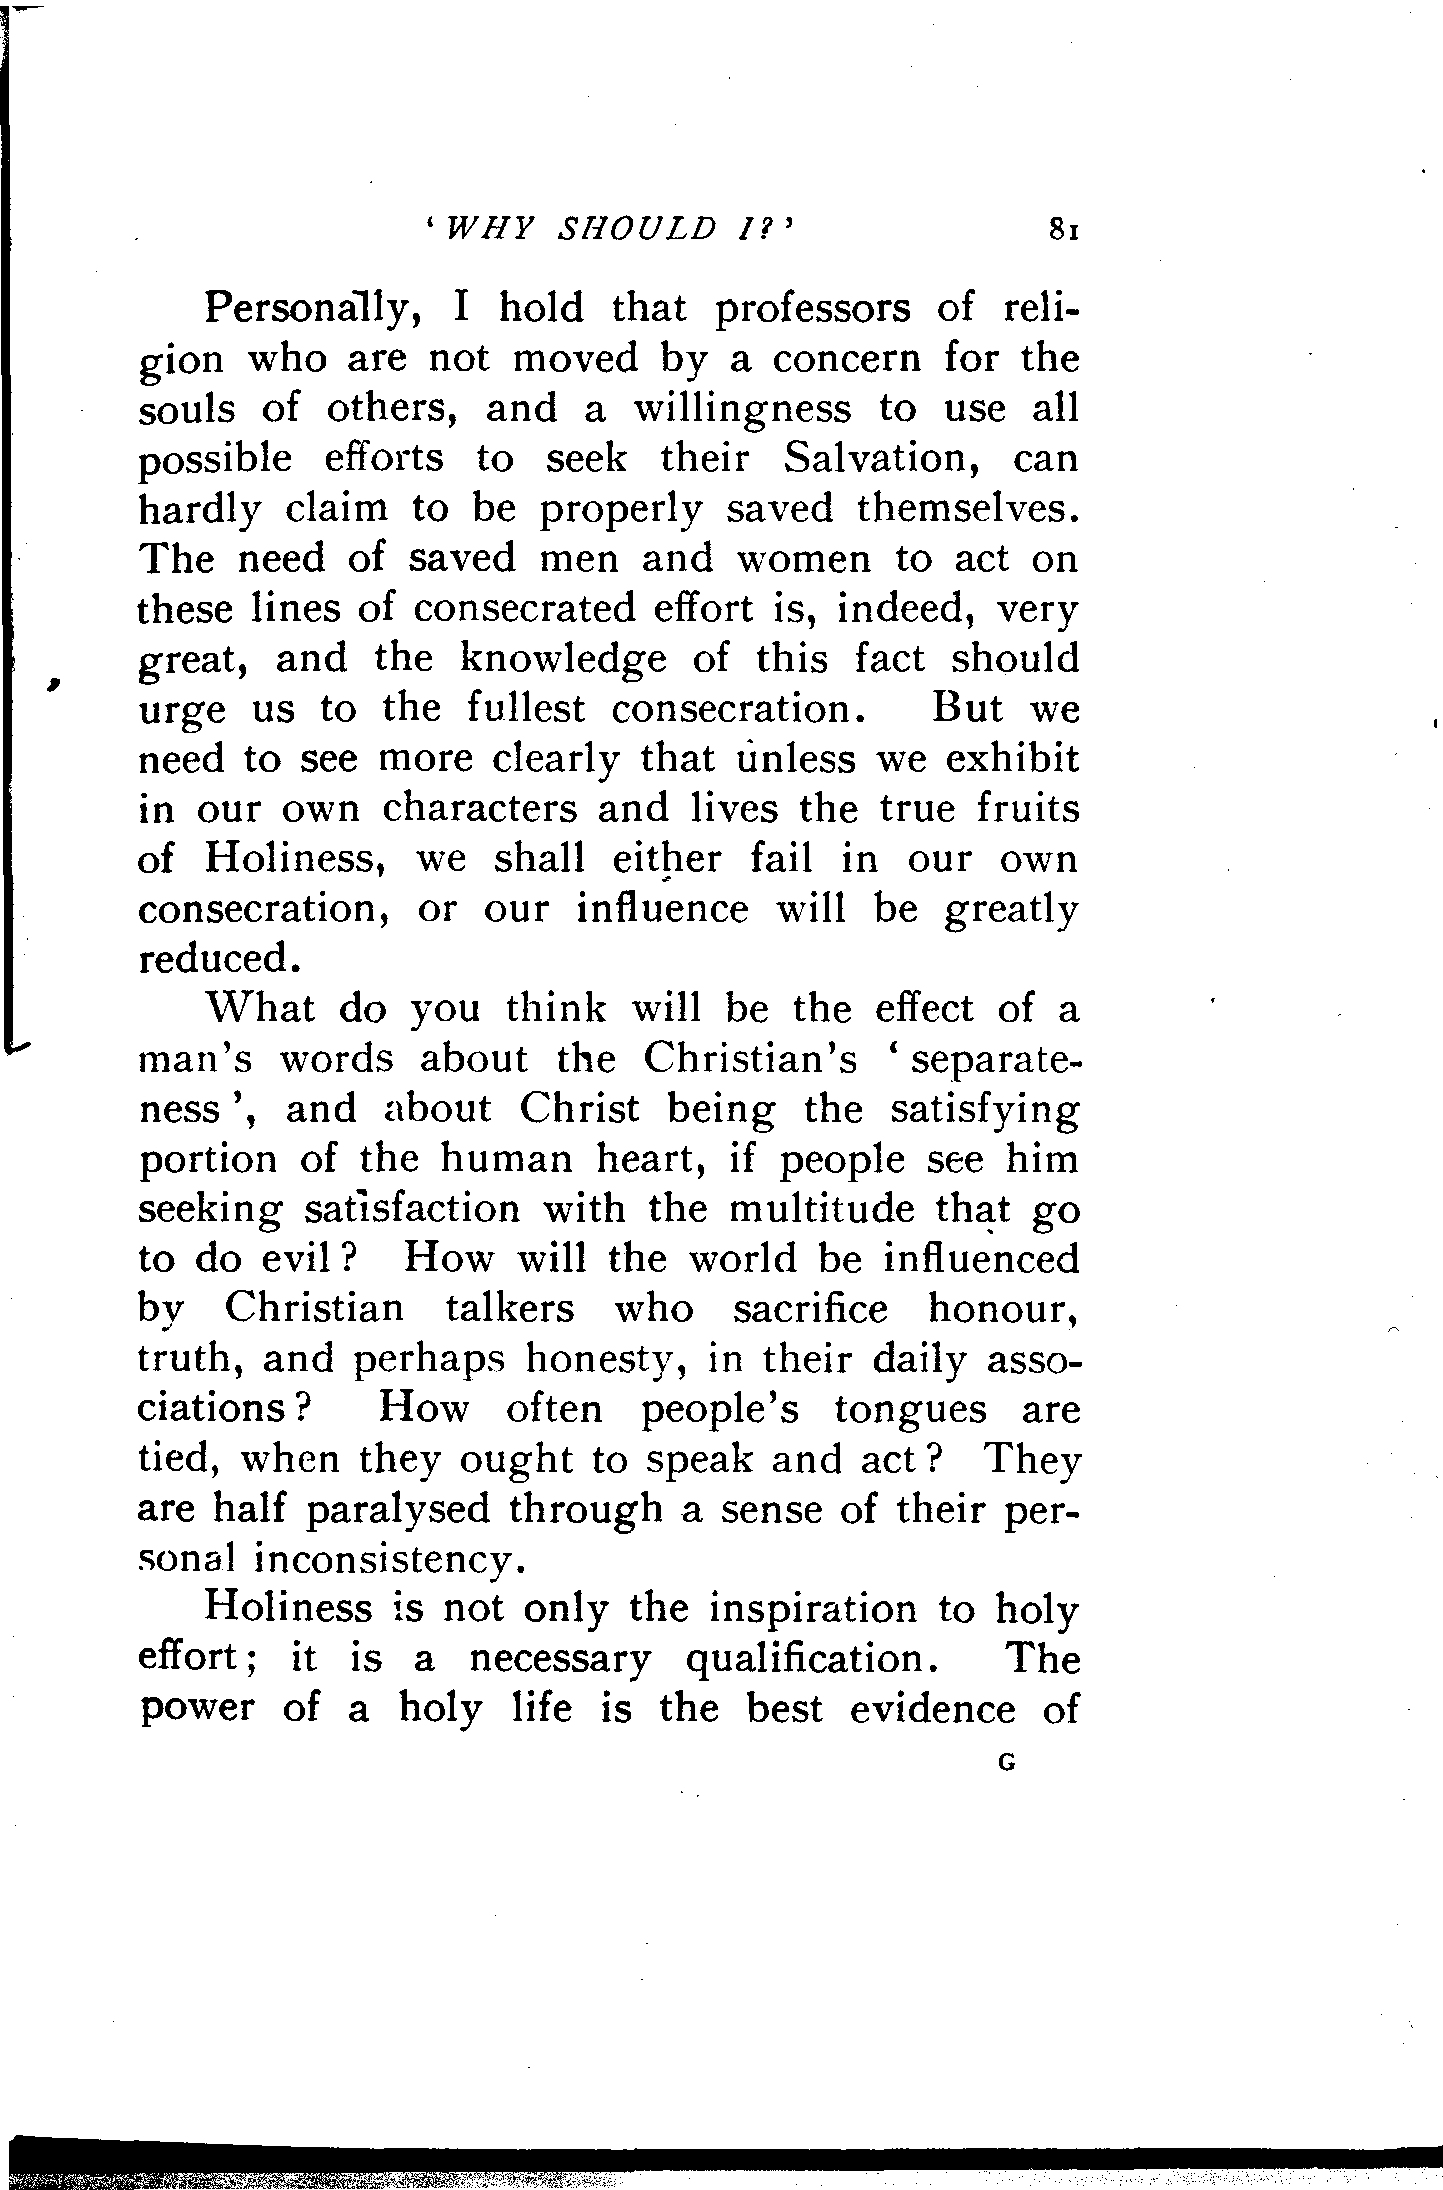 ‘ WHY SHOULD I? ’ 81
Personally, I hold that professors of reli-
gion who are not moved by a concern for the
souls of others, and a willingness to use all
possible efforts to seek their Salvation, can
hardly claim to be properly saved themselves.
The need of saved men and women to act on
these lines of consecrated effort is, indeed, very
great, and the knowledge of this fact should
urge us to the fullest consecration. But we
need to see more clearly that unless we exhibit
in our own characters and lives the true fruits
of Holiness, we shall either fail in our own
consecration, or our influence will be greatly
reduced.
What do you think will be the effect of a
man's words about the Christian's ‘ separate-
ness ’, and about Christ being the satisfying
portion of the human heart, if people see him
seeking satisfaction with the multitude that go
to do evil ? How will the world be influenced
by Christian talkers who sacrifice honour,
truth, and perhaps honesty, in their daily asso-
ciations ? How often people's tongues are
tied, when they ought to speak and act ? They
are half paralysed through a sense of their per-
sonal inconsistency.
Holiness is not only the inspiration to holy
effort ; it is a necessary qualification. The
power of a holy life is the best evidence of
G